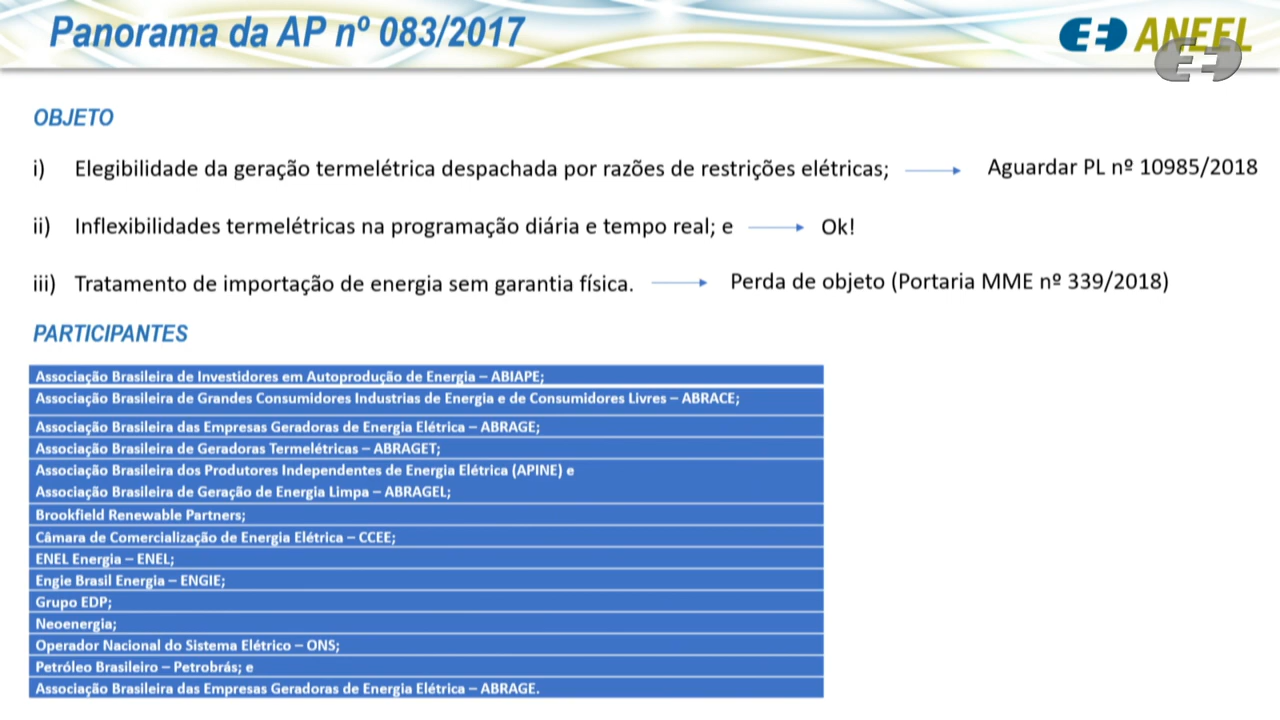 Panorama da AP nº 083/2017
ANEEL
OBJETO
i) Elegibilidade da geração termelétrica despachada por razões de restrições elétricas; Aguardar PL nº 10985/2018
ii) Inflexibilidades termelétricas na programação diária e tempo real; e Ok!
iii) Tratamento de importação de energia sem garantia física. Perda de objeto (Portaria MME nº 339/2018)
PARTICIPANTES
Associação Brasileira de Investidores em Autoprodução de Energia – ABIAPE;
Associação Brasileira de Grandes Consumidores Industrias de Energia e de Consumidores Livres – ABRACE;
Associação Brasileira das Empresas Geradoras de Energia Elétrica – ABRAGE;
Associação Brasileira de Geradoras Termelétricas – ABRAGET;
Associação Brasileira dos Produtores Independentes de Energia Elétrica (APINE) e
Associação Brasileira de Geração de Energia Limpa – ABRAGEL;
Brookfield Renewable Partners;
Câmara de Comercialização de Energia Elétrica – CCEE;
ENEL Energia – ENEL;
Engie Brasil Energia – ENGIE;
Grupo EDP;
Neoenergia;
Operador Nacional do Sistema Elétrico – ONS;
Petróleo Brasileiro – Petrobrás; e
Associação Brasileira das Empresas Geradoras de Energia Elétrica – ABRAGE.